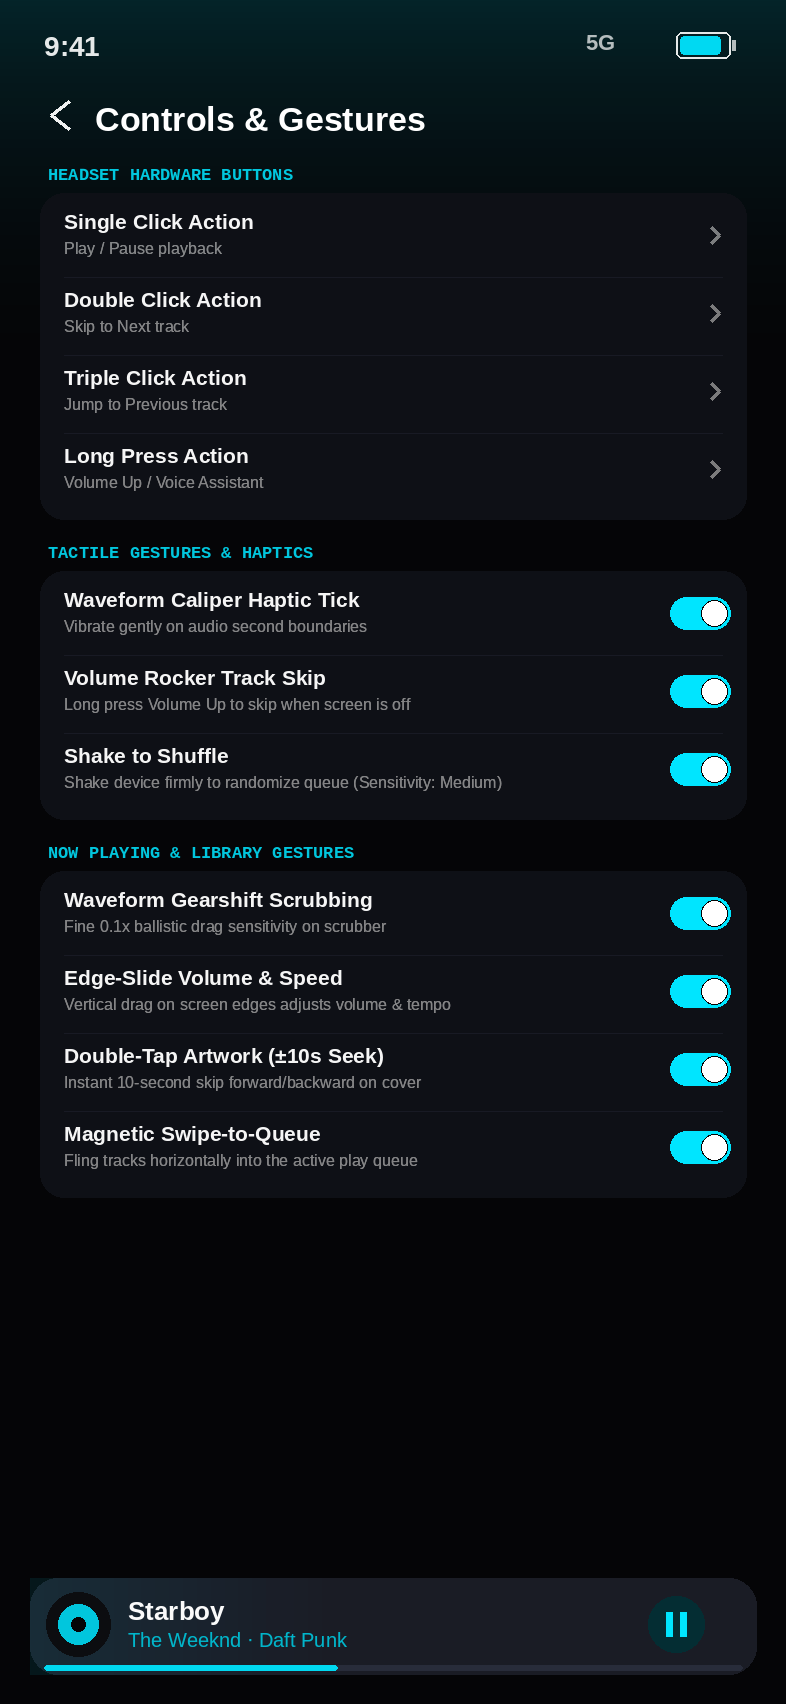 9:41
5G
Controls & Gestures
HEADSET HARDWARE BUTTONS
Single Click Action
Play / Pause playback
Double Click Action
Skip to Next track
Triple Click Action
Jump to Previous track
Long Press Action
Volume Up / Voice Assistant
TACTILE GESTURES & HAPTICS
Waveform Caliper Haptic Tick
Vibrate gently on audio second boundaries
Volume Rocker Track Skip
Long press Volume Up to skip when screen is off
Shake to Shuffle
Shake device firmly to randomize queue (Sensitivity: Medium)
NOW PLAYING & LIBRARY GESTURES
Waveform Gearshift Scrubbing
Fine 0.1x ballistic drag sensitivity on scrubber
Edge-Slide Volume & Speed
Vertical drag on screen edges adjusts volume & tempo
Double-Tap Artwork (±10s Seek)
Instant 10-second skip forward/backward on cover
Magnetic Swipe-to-Queue
Fling tracks horizontally into the active play queue
Starboy
The Weeknd · Daft Punk